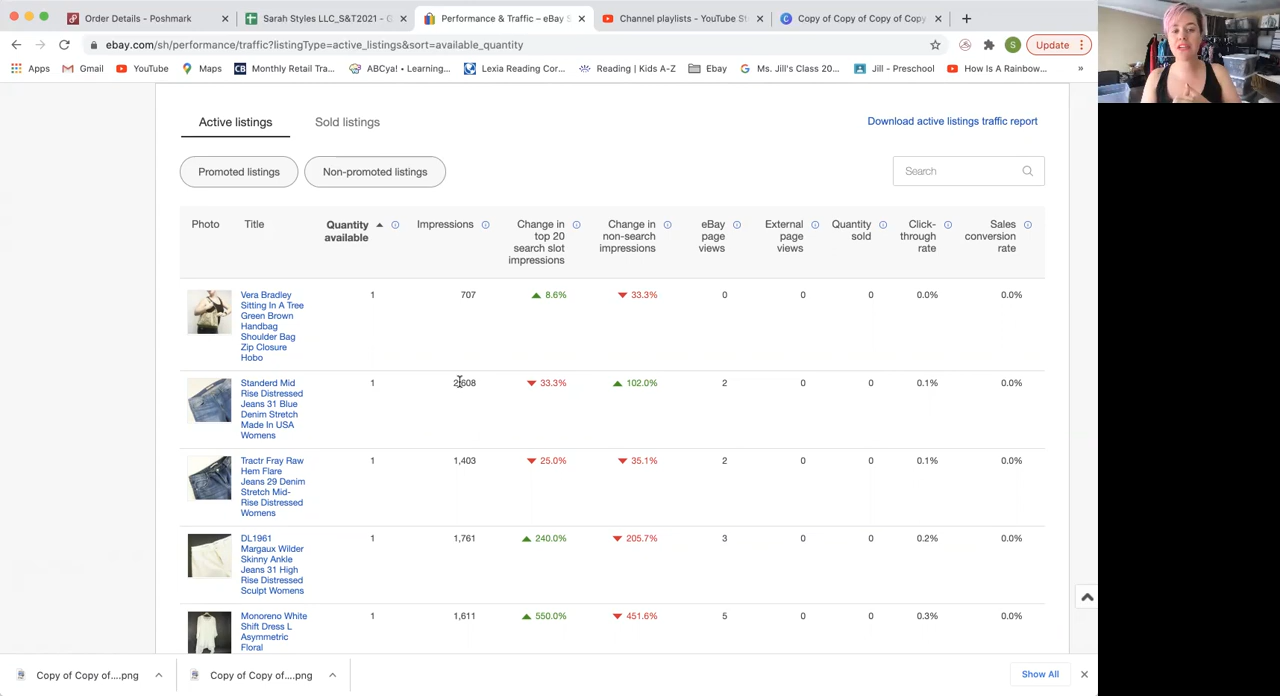 Order Details – Poshmark
Sarah Styles LLC_S&T2021 - G
Performance & Traffic – eBay S
Channel playlists - YouTube St
Copy of Copy of Copy of Copy
ebay.com/sh/performance/traffic?listingType=active_listings&sort=available_quantity
S
Update
Apps
Gmail
YouTube
Maps
Monthly Retail Tra...
ABCya! • Learning...
Lexia Reading Cor...
Reading | Kids A-Z
Ebay
Ms. Jill's Class 20...
Jill - Preschool
How Is A Rainbow...
»
Active listings
Sold listings
Download active listings traffic report
Promoted listings
Non-promoted listings
Search
Photo
Title
Quantity
available
Impressions
Change in
top 20
search slot
impressions
Change in
non-search
impressions
eBay
page
views
External
page
views
Quantity
sold
Click-
through
rate
Sales
conversion
rate
Vera Bradley
Sitting In A Tree
Green Brown
Handbag
Shoulder Bag
Zip Closure
Hobo
1
707
8.6%
33.3%
0
0
0
0.0%
0.0%
Standerd Mid
Rise Distressed
Jeans 31 Blue
Denim Stretch
Made In USA
Womens
1
2,608
33.3%
102.0%
2
0
0
0.1%
0.0%
Tractr Fray Raw
Hem Flare
Jeans 29 Denim
Stretch Mid-
Rise Distressed
Womens
1
1,403
25.0%
35.1%
2
0
0
0.1%
0.0%
DL1961
Margaux Wilder
Skinny Ankle
Jeans 31 High
Rise Distressed
Sculpt Womens
1
1,761
240.0%
205.7%
3
0
0
0.2%
0.0%
Monoreno White
Shift Dress L
Asymmetric
Floral
1
1,611
550.0%
451.6%
5
0
0
0.3%
0.0%
Copy of Copy of....png
Copy of Copy of....png
Show All